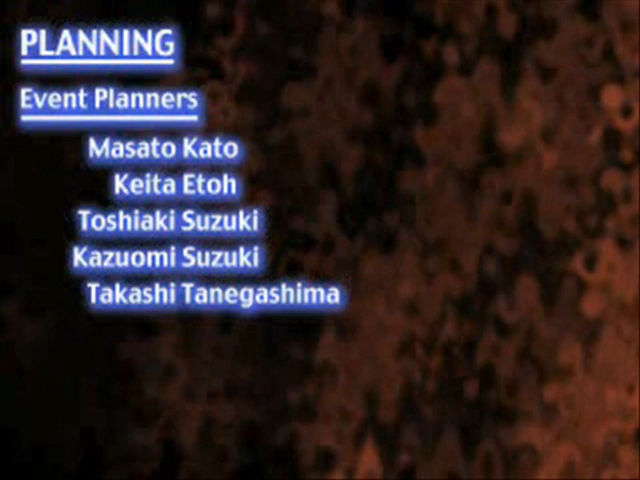 PLANNING
Event Planners
Masato Kato
Keita Etoh
Toshiaki Suzuki
Kazuomi Suzuki
Takashi Tanegashima